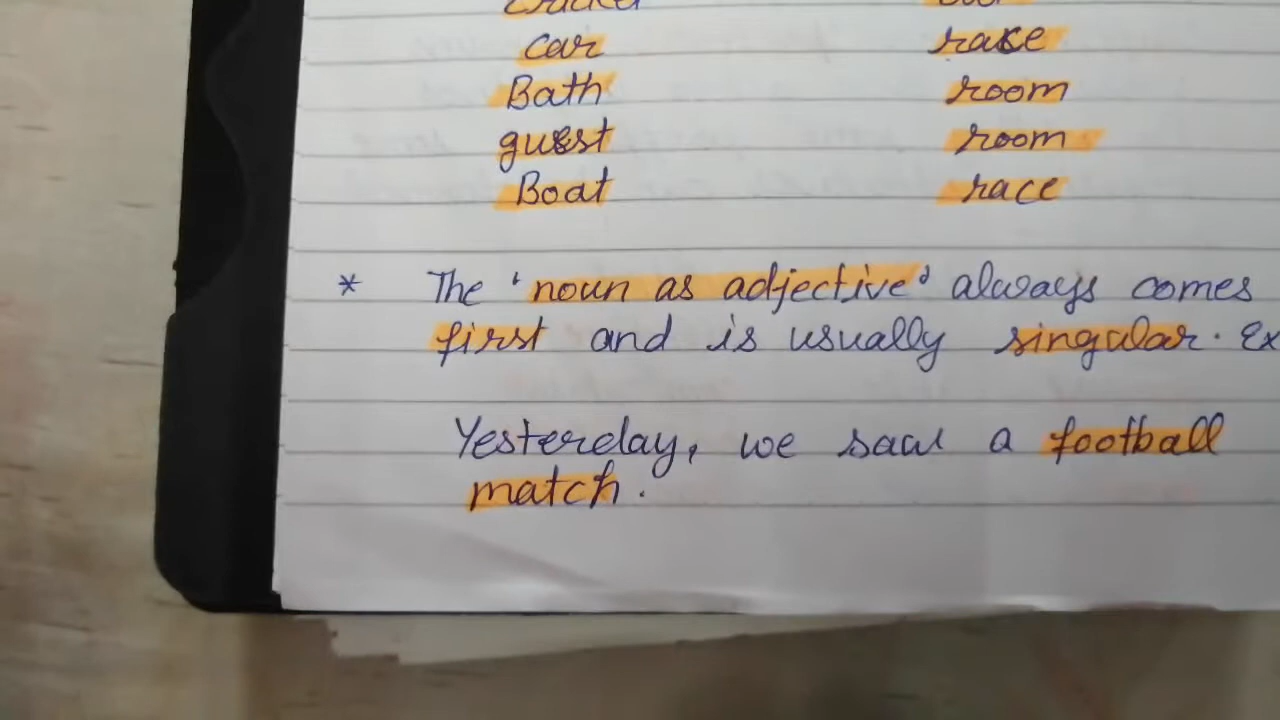 car race
Bath room
guest room
Boat race
* The 'noun as adjective' always comes
first and is usually singular. Ex
Yesterday, we saw a football
match.